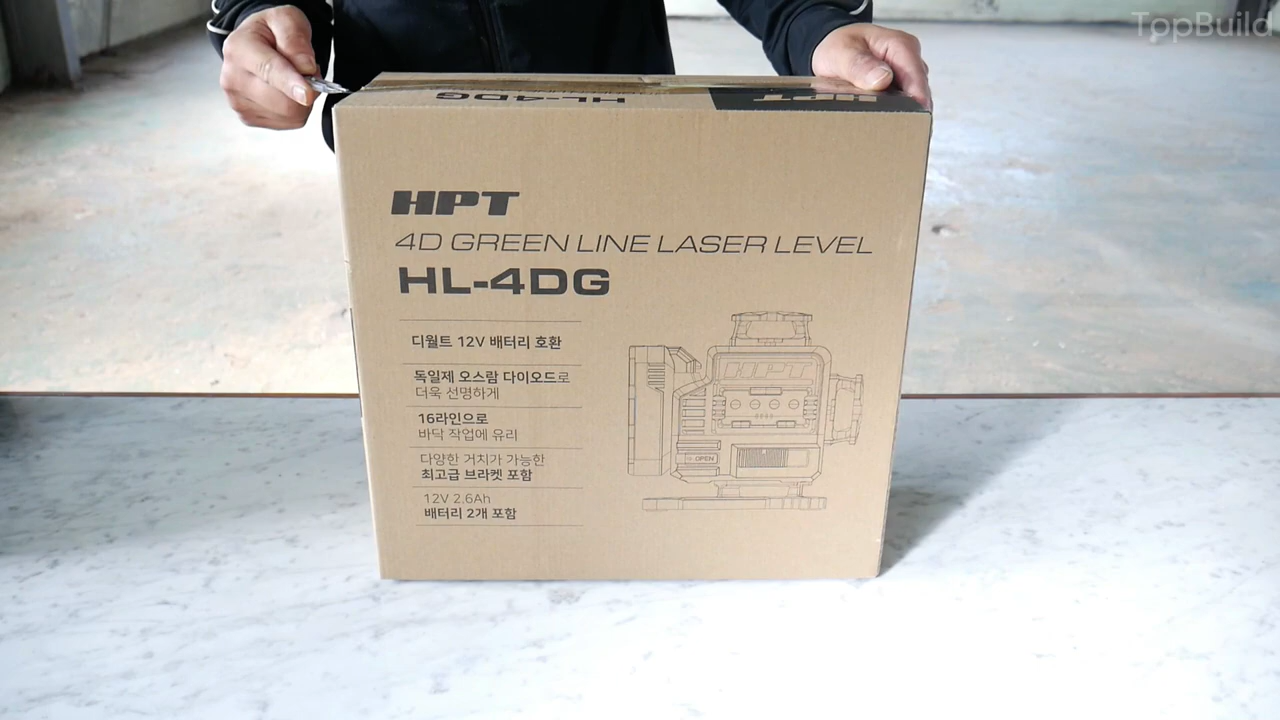 TopBuild
HL-4DG
HPT
HPT
4D GREEN LINE LASER LEVEL
HL-4DG
디월트 12V 배터리 호환
독일제 오스람 다이오드로
더욱 선명하게
16라인으로
바닥 작업에 유리
다양한 거치가 가능한
최고급 브라켓 포함
12V 2.6Ah
배터리 2개 포함
HPT
OPEN